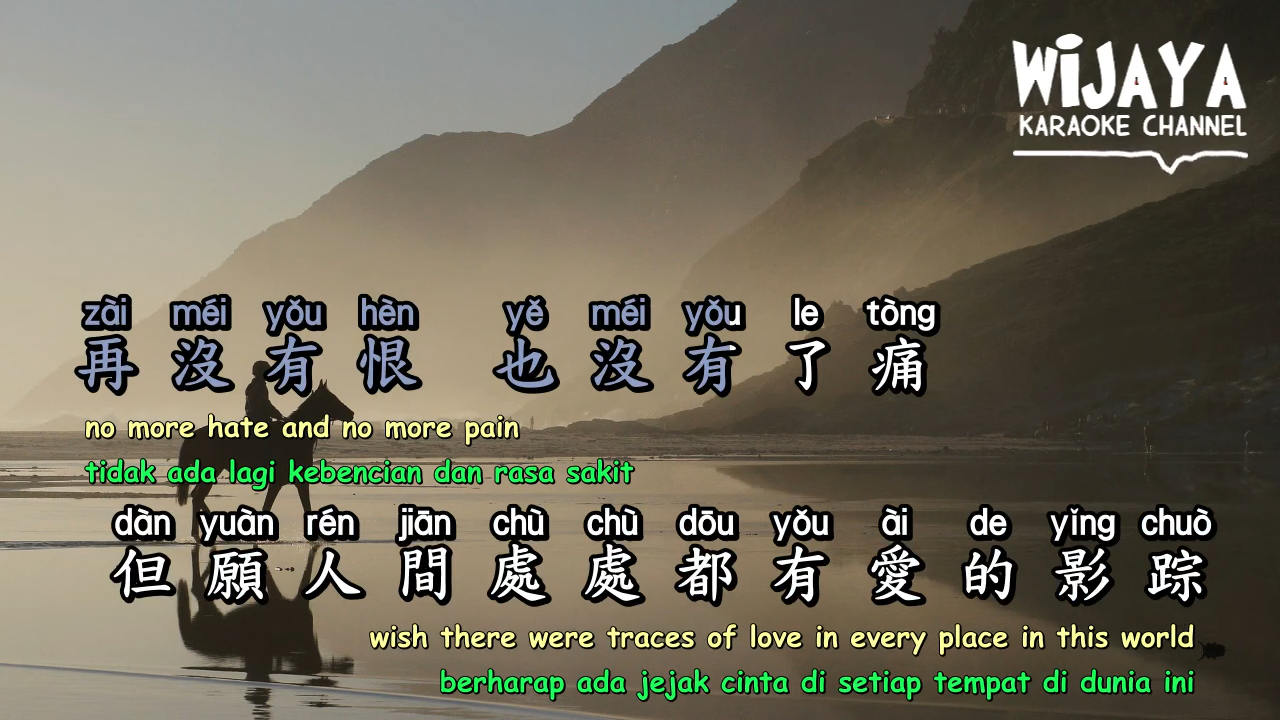 WiJAYA
KARAOKE CHANNEL
zài méi yǒu hèn yě méi yǒu le tòng
再沒有恨 也沒有了痛
no more hate and no more pain
tidak ada lagi kebencian dan rasa sakit
dàn yuàn rén jiān chù chù dōu yǒu ài de yǐng chuò
但願人間處處都有愛的影踪
wish there were traces of love in every place in this world
berharap ada jejak cinta di setiap tempat di dunia ini